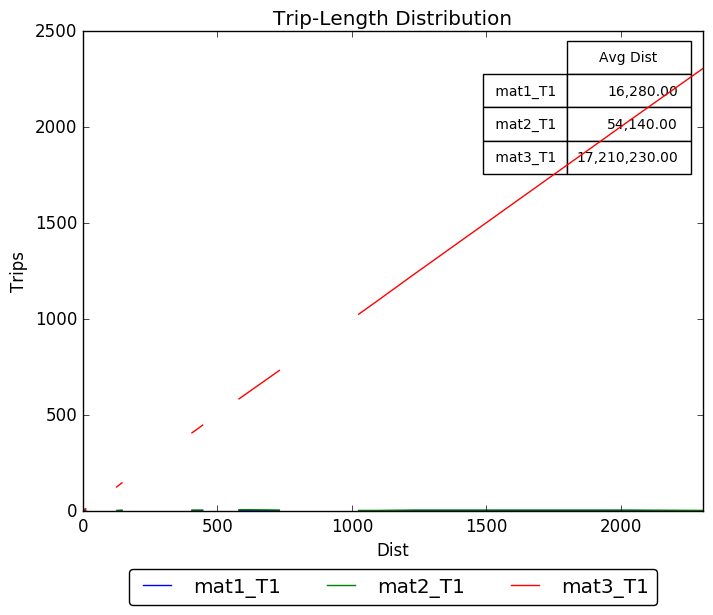 Trip-Length Distribution
2500
2000
1500
1000
500
0
Trips
Avg Dist
mat1_T1 16,280.00
mat2_T1 54,140.00
mat3_T1 17,210,230.00
0 500 1000 1500 2000
Dist
mat1_T1 mat2_T1 mat3_T1